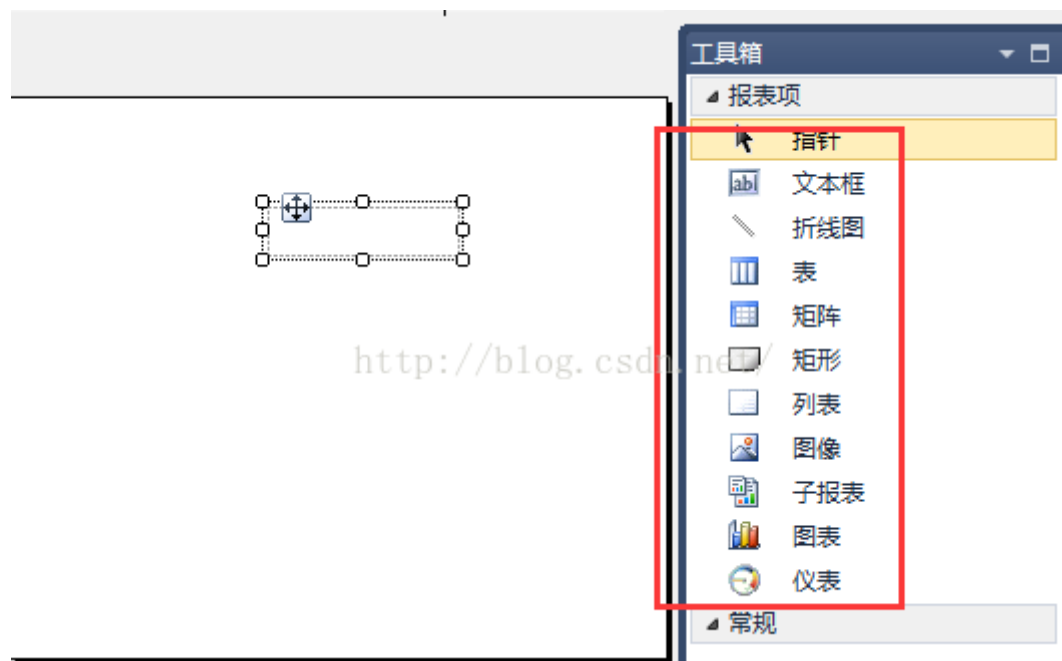 工具箱
报表项
指针
abl 文本框
折线图
表
矩阵
http://blog.csdn.net/
矩形
列表
图像
子报表
图表
仪表
常规